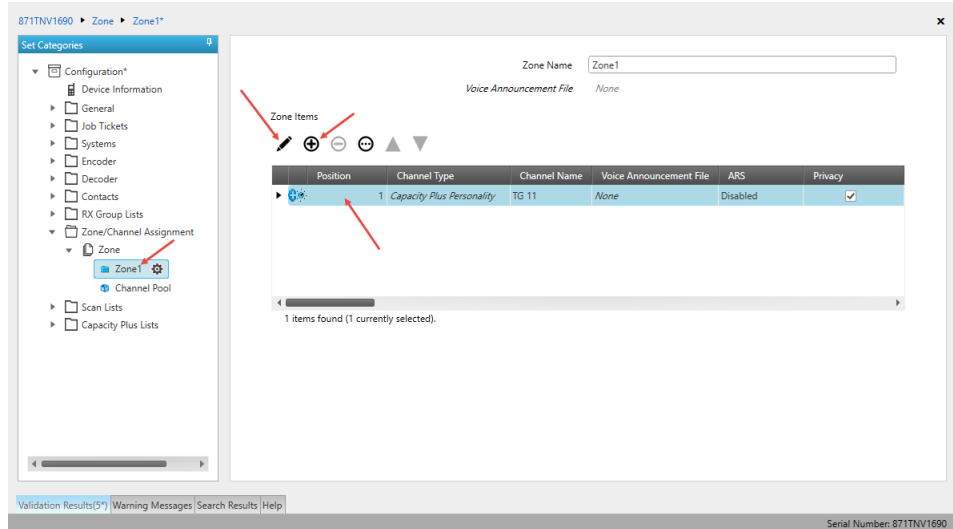 871TNV1690 Zone Zone1*
Set Categories
Configuration*
Device Information
General
Job Tickets
Systems
Encoder
Decoder
Contacts
RX Group Lists
Zone/Channel Assignment
Zone
Zone1
Channel Pool
Scan Lists
Capacity Plus Lists
Zone Name Zone1
Voice Announcement File None
Zone Items
Position Channel Type Channel Name Voice Announcement File ARS Privacy
1 Capacity Plus Personality TG 11 None Disabled
1 items found (1 currently selected).
Validation Results(5*) Warning Messages Search Results Help
Serial Number: 871TNV1690